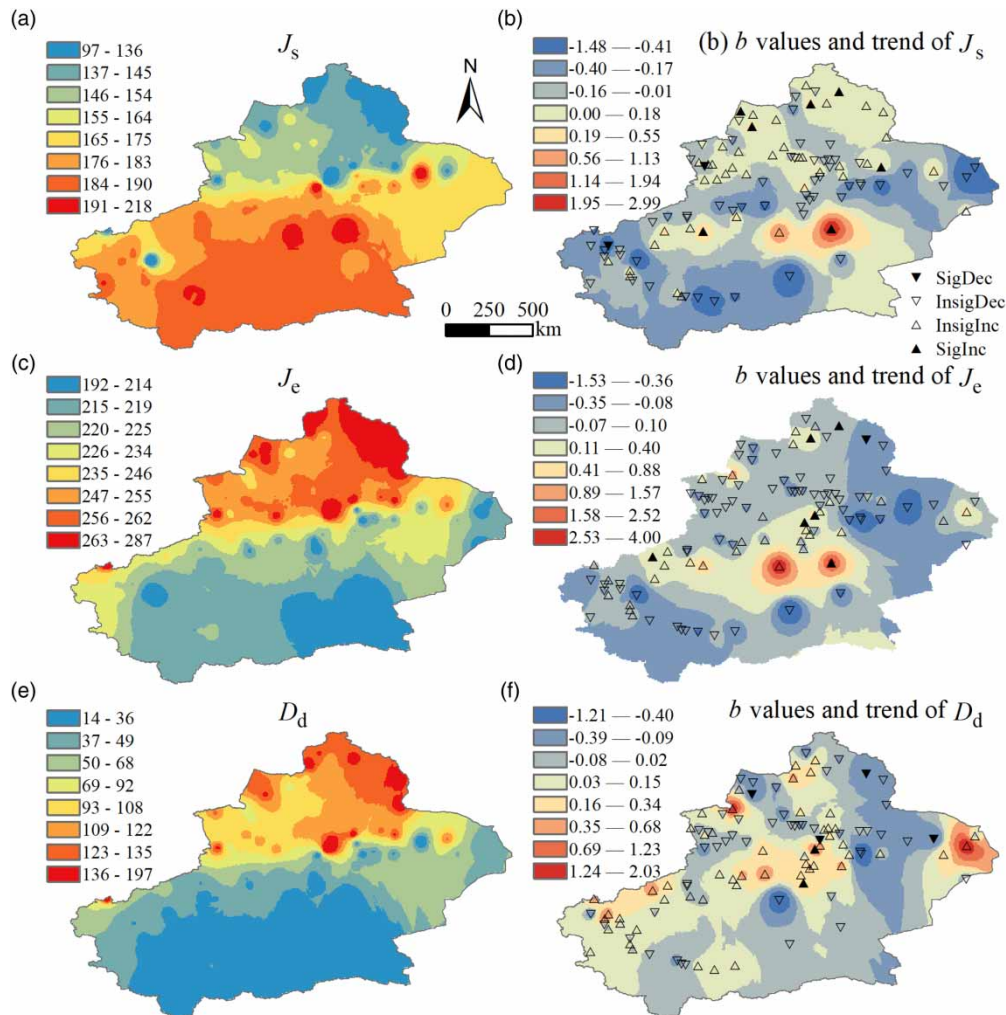 (a)
Js
97 - 136
137 - 145
146 - 154
155 - 164
165 - 175
176 - 183
184 - 190
191 - 218
N
(b)
(b) b values and trend of Js
-1.48 — -0.41
-0.40 — -0.17
-0.16 — -0.01
0.00 — 0.18
0.19 — 0.55
0.56 — 1.13
1.14 — 1.94
1.95 — 2.99
SigDec
InsigDec
InsigInc
SigInc
0 250 500
km
(c)
Je
192 - 214
215 - 219
220 - 225
226 - 234
235 - 246
247 - 255
256 - 262
263 - 287
(d)
b values and trend of Je
-1.53 — -0.36
-0.35 — -0.08
-0.07 — 0.10
0.11 — 0.40
0.41 — 0.88
0.89 — 1.57
1.58 — 2.52
2.53 — 4.00
(e)
Dd
14 - 36
37 - 49
50 - 68
69 - 92
93 - 108
109 - 122
123 - 135
136 - 197
(f)
b values and trend of Dd
-1.21 — -0.40
-0.39 — -0.09
-0.08 — 0.02
0.03 — 0.15
0.16 — 0.34
0.35 — 0.68
0.69 — 1.23
1.24 — 2.03